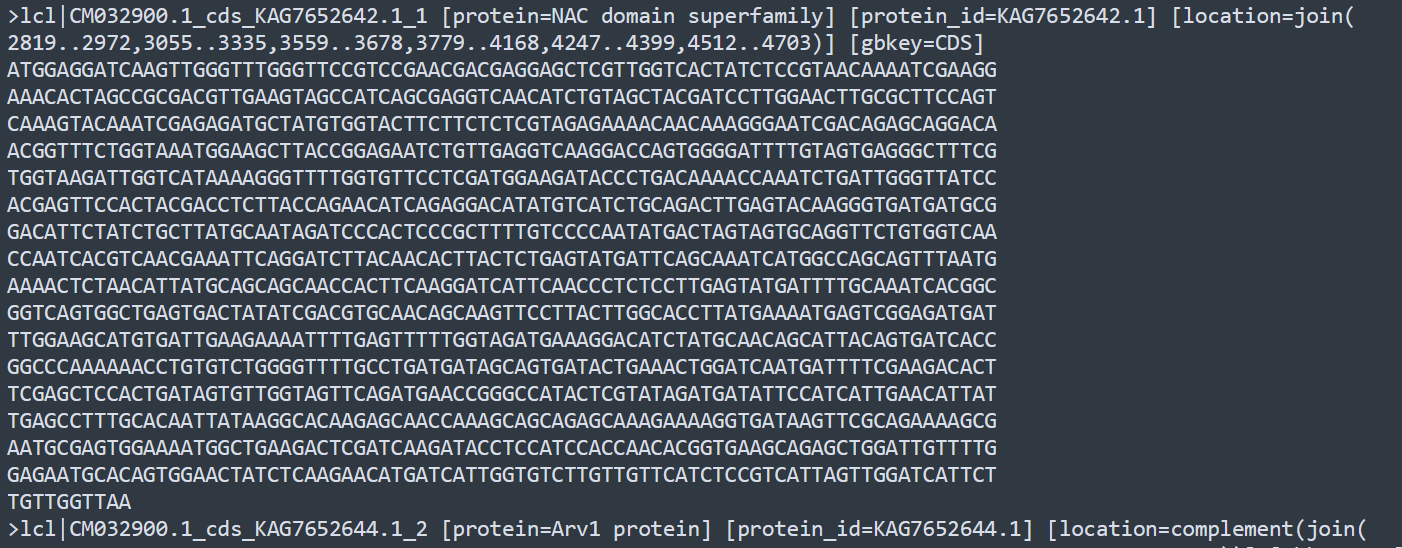 >lcl|CM032900.1_cds_KAG7652642.1_1 [protein=NAC domain superfamily] [protein_id=KAG7652642.1] [location=join(
2819..2972,3055..3335,3559..3678,3779..4168,4247..4399,4512..4703)] [gbkey=CDS]
ATGGAGGATCAAGTTGGGTTTGGGTTCCGTCCGAACGACGAGGAGCTCGTTGGTCACTATCTCCGTAACAAAATCGAAGG
AAACACTAGCCGCGACGTTGAAGTAGCCATCAGCGAGGTCAACATCTGTAGCTACGATCCTTGGAACTTGCGCTTCCAGT
CAAAGTACAAATCGAGAGATGCTATGTGGTACTTCTTCTCTCGTAGAGAAAACAACAAAGGGAATCGACAGAGCAGGACA
ACGGTTTCTGGTAAATGGAAGCTTACCGGAGAATCTGTTGAGGTCAAGGACCAGTGGGGATTTTGTAGTGAGGGCTTTCG
TGGTAAGATTGGTCATAAAAGGGTTTTGGTGTTCCTCGATGGAAGATACCCTGACAAAACCAAATCTGATTGGGTTATCC
ACGAGTTCCACTACGACCTCTTACCAGAACATCAGAGGACATATGTCATCTGCAGACTTGAGTACAAGGGTGATGATGCG
GACATTCTATCTGCTTATGCAATAGATCCCACTCCCGCTTTTGTCCCCAATATGACTAGTAGTGCAGGTTCTGTGGTCAA
CCAATCACGTCAACGAAATTCAGGATCTTACAACACTTACTCTGAGTATGATTCAGCAAATCATGGCCAGCAGTTTAATG
AAAACTCTAACATTATGCAGCAGCAACCACTTCAAGGATCATTCAACCCTCTCCTTGAGTATGATTTTGCAAATCACGGC
GGTCAGTGGCTGAGTGACTATATCGACGTGCAACAGCAAGTTCCTTACTTGGCACCTTATGAAAATGAGTCGGAGATGAT
TTGGAAGCATGTGATTGAAGAAAATTTTGAGTTTTTGGTAGATGAAAGGACATCTATGCAACAGCATTACAGTGATCACC
GGCCCAAAAAACCTGTGTCTGGGGTTTTGCCTGATGATAGCAGTGATACTGAAACTGGATCAATGATTTTCGAAGACACT
TCGAGCTCCACTGATAGTGTTGGTAGTTCAGATGAACCGGGCCATACTCGTATAGATGATATTCCATCATTGAACATTAT
TGAGCCTTTGCACAATTATAAGGCACAAGAGCAACCAAAGCAGCAGAGCAAAGAAAAGGTGATAAGTTCGCAGAAAAGCG
AATGCGAGTGGAAAATGGCTGAAGACTCGATCAAGATACCTCCATCCACCAACACGGTGAAGCAGAGCTGGATTGTTTTG
GAGAATGCACAGTGGAACTATCTCAAGAACATGATCATTGGTGTCTTGTTGTTCATCTCCGTCATTAGTTGGATCATTCT
TGTTGGTTAA
>lcl|CM032900.1_cds_KAG7652644.1_2 [protein=Arv1 protein] [protein_id=KAG7652644.1] [location=complement(join(